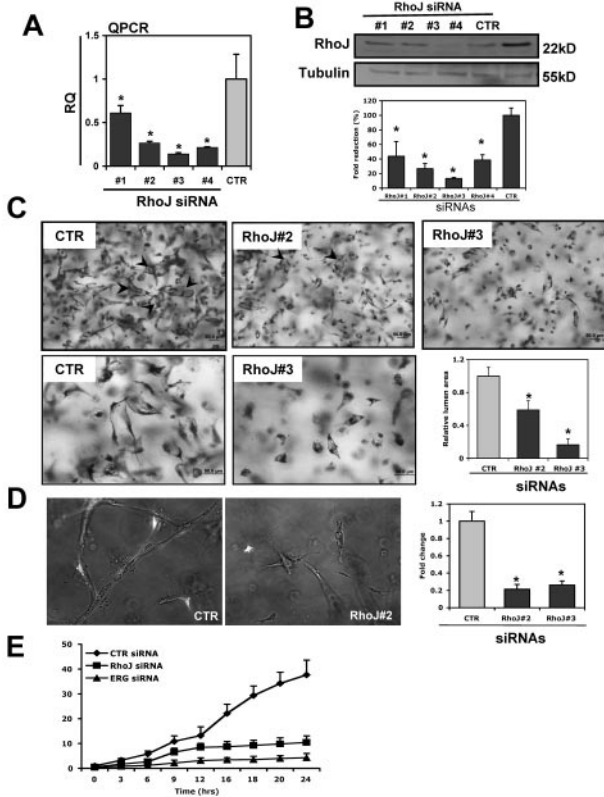 A
QPCR
RQ
1.5
1
0.5
0
*
*
*
*
#1 #2 #3 #4 CTR
RhoJ siRNA
B
RhoJ siRNA
#1 #2 #3 #4 CTR
RhoJ 22kD
Tubulin 55kD
Fold reduction (%)
120
100
80
60
40
20
0
*
*
*
*
RhoJ#1 RhoJ#2 RhoJ#3 RhoJ#4 CTR
siRNAs
C
CTR
RhoJ#2
RhoJ#3
CTR
RhoJ#3
Relative lumen area
1.2
0.8
0.4
0
*
*
CTR RhoJ #2 RhoJ #3
siRNAs
D
CTR
RhoJ#2
Fold change
1.2
1
0.8
0.6
0.4
0.2
0
*
*
CTR RhoJ#2 RhoJ#3
siRNAs
E
50
40
30
20
10
0
CTR siRNA
RhoJ siRNA
ERG siRNA
0 3 6 9 12 16 18 20 24
Time (hrs)